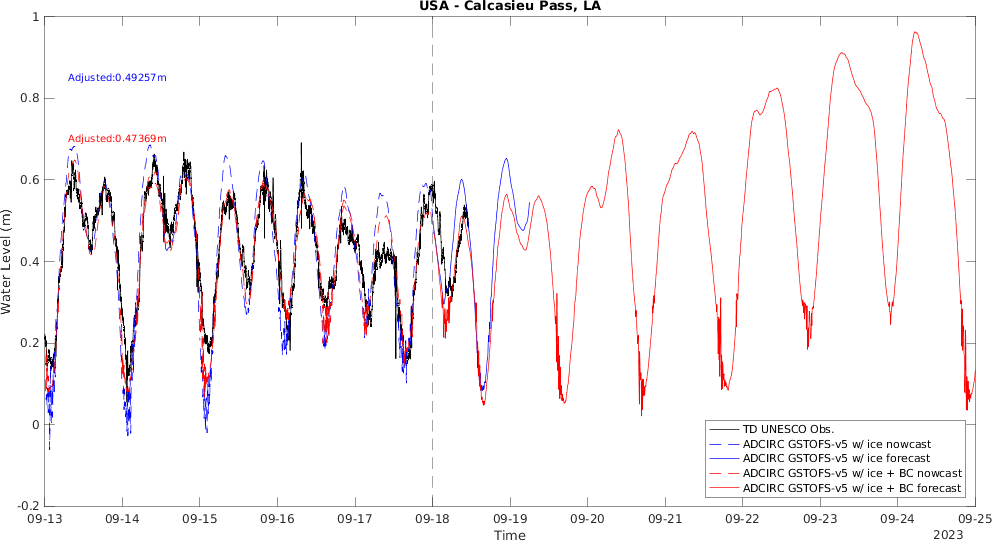 USA - Calcasieu Pass, LA
1
0.8
0.6
0.4
0.2
0
-0.2
Water Level (m)
Adjusted:0.49257m
Adjusted:0.47369m
TD UNESCO Obs.
ADCIRC GSTOFS-v5 w/ ice nowcast
ADCIRC GSTOFS-v5 w/ ice forecast
ADCIRC GSTOFS-v5 w/ ice + BC nowcast
ADCIRC GSTOFS-v5 w/ ice + BC forecast
09-13 09-14 09-15 09-16 09-17 09-18 09-19 09-20 09-21 09-22 09-23 09-24 09-25
Time
2023